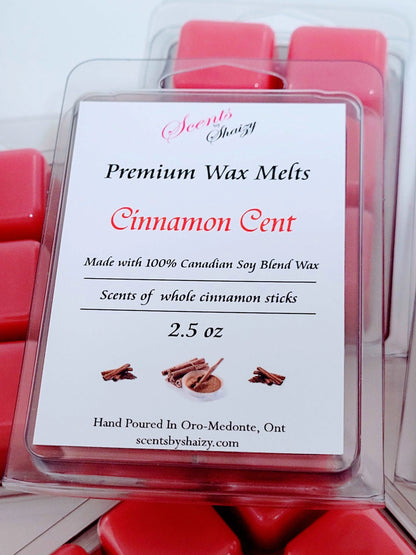 Scents
by Shaizy
Premium Wax Melts
Cinnamon Cent
Made with 100% Canadian Soy Blend Wax
Scents of whole cinnamon sticks
2.5 oz
Hand Poured In Oro-Medonte, Ont
scentsbyshaizy.com